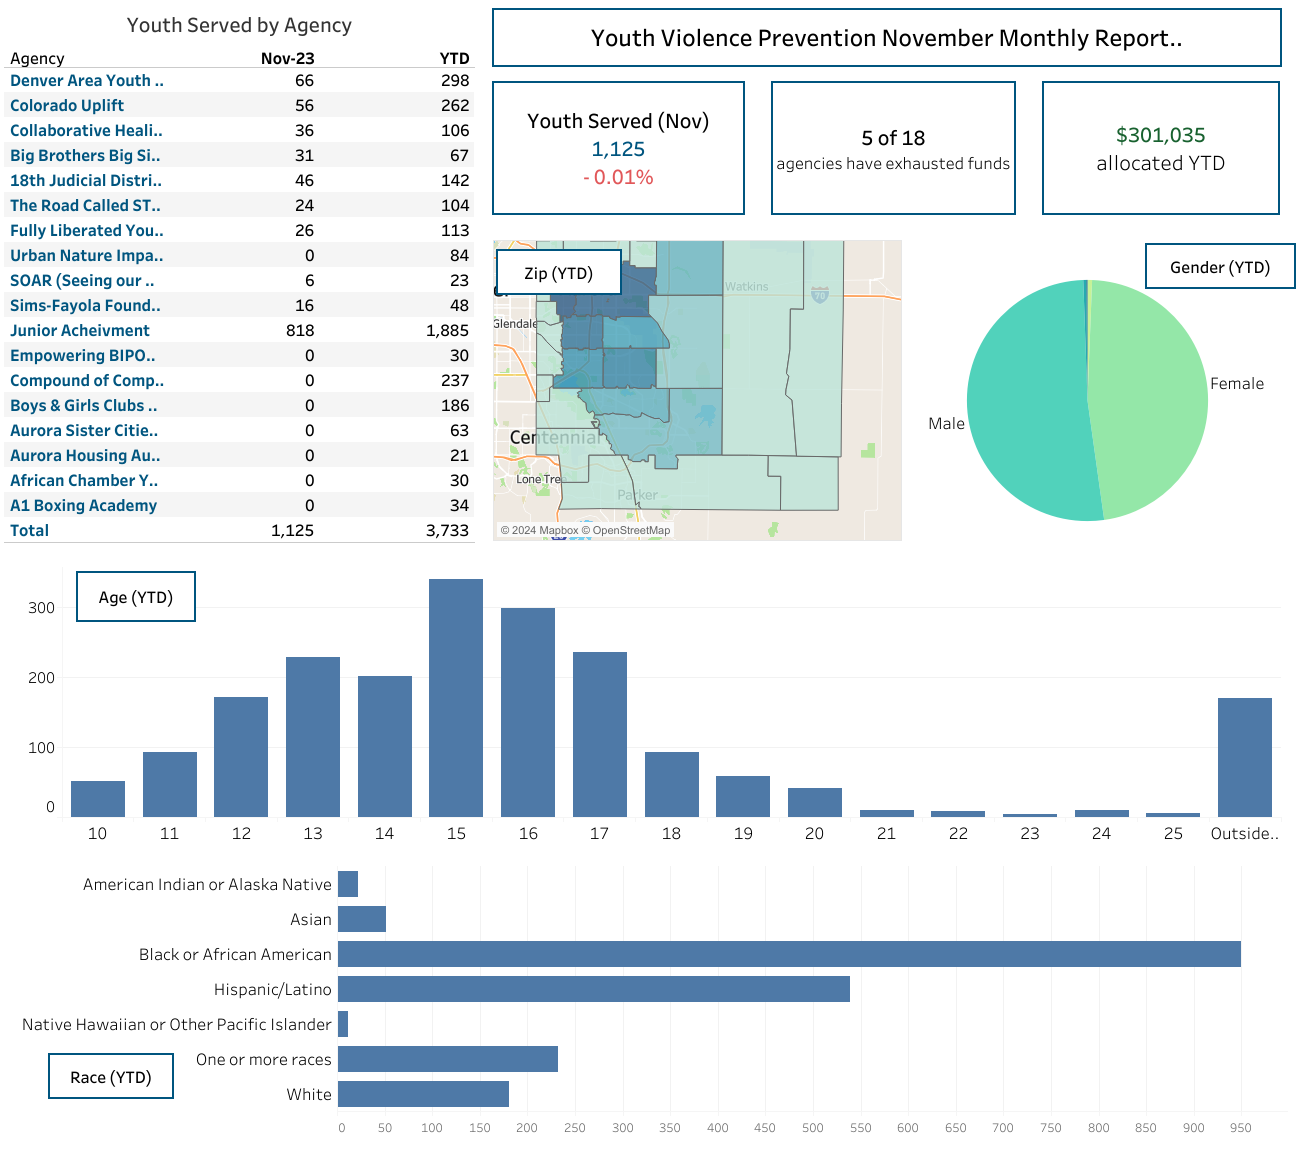 Youth Served by Agency
Agency Nov-23 YTD
Denver Area Youth .. 66 298
Colorado Uplift 56 262
Collaborative Heali.. 36 106
Big Brothers Big Si.. 31 67
18th Judicial Distri.. 46 142
The Road Called ST.. 24 104
Fully Liberated You.. 26 113
Urban Nature Impa.. 0 84
SOAR (Seeing our .. 6 23
Sims-Fayola Found.. 16 48
Junior Acheivment 818 1,885
Empowering BIPO.. 0 30
Compound of Comp.. 0 237
Boys & Girls Clubs .. 0 186
Aurora Sister Citie.. 0 63
Aurora Housing Au.. 0 21
African Chamber Y.. 0 30
A1 Boxing Academy 0 34
Total 1,125 3,733
Youth Violence Prevention November Monthly Report..
Youth Served (Nov)
1,125
- 0.01%
5 of 18
agencies have exhausted funds
$301,035
allocated YTD
Zip (YTD)
Watkins
70
Glendale
Centennial
Lone Tree
Parker
© 2024 Mapbox © OpenStreetMap
Gender (YTD)
Female
Male
Age (YTD)
300
200
100
0
10 11 12 13 14 15 16 17 18 19 20 21 22 23 24 25 Outside..
American Indian or Alaska Native
Asian
Black or African American
Hispanic/Latino
Native Hawaiian or Other Pacific Islander
One or more races
White
Race (YTD)
0 50 100 150 200 250 300 350 400 450 500 550 600 650 700 750 800 850 900 950